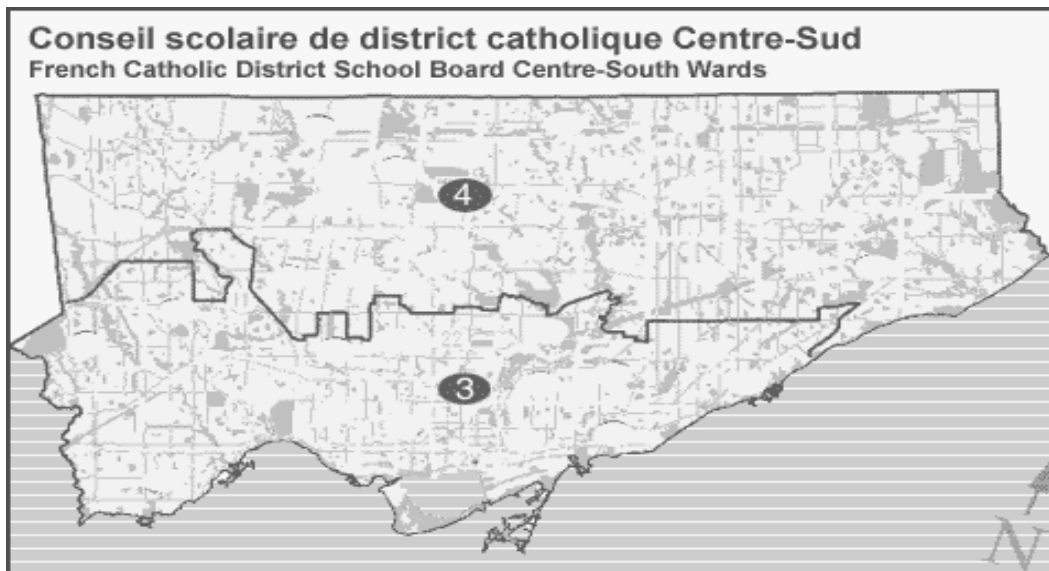 Conseil scolaire de district catholique Centre-Sud
French Catholic District School Board Centre-South Wards
4
3
N